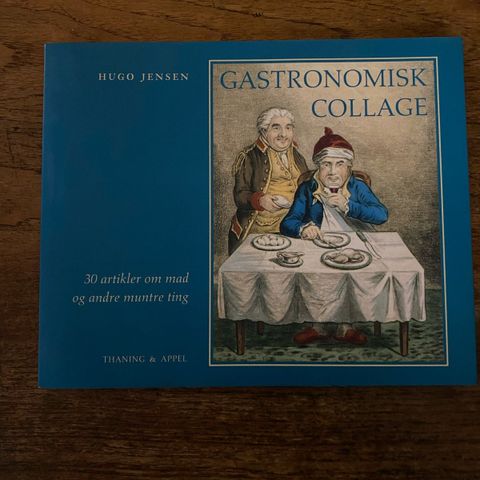 HUGO JENSEN
GASTRONOMISK
COLLAGE
30 artikler om mad
og andre muntre ting
THANING & APPEL